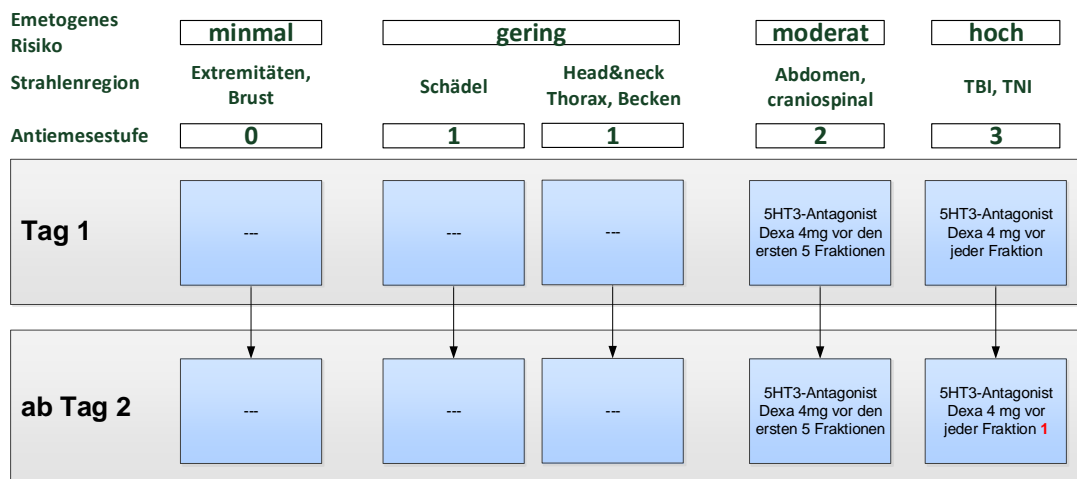 Emetogenes
Risiko
minmal
gering
moderat
hoch
Strahlenregion
Extremitäten,
Brust
Schädel
Head&neck
Thorax, Becken
Abdomen,
craniospinal
TBI, TNI
Antiemesestufe
0
1
1
2
3
Tag 1
---
---
---
5HT3-Antagonist
Dexa 4mg vor den
ersten 5 Fraktionen
5HT3-Antagonist
Dexa 4 mg vor
jeder Fraktion
ab Tag 2
---
---
---
5HT3-Antagonist
Dexa 4mg vor den
ersten 5 Fraktionen
5HT3-Antagonist
Dexa 4 mg vor
jeder Fraktion 1